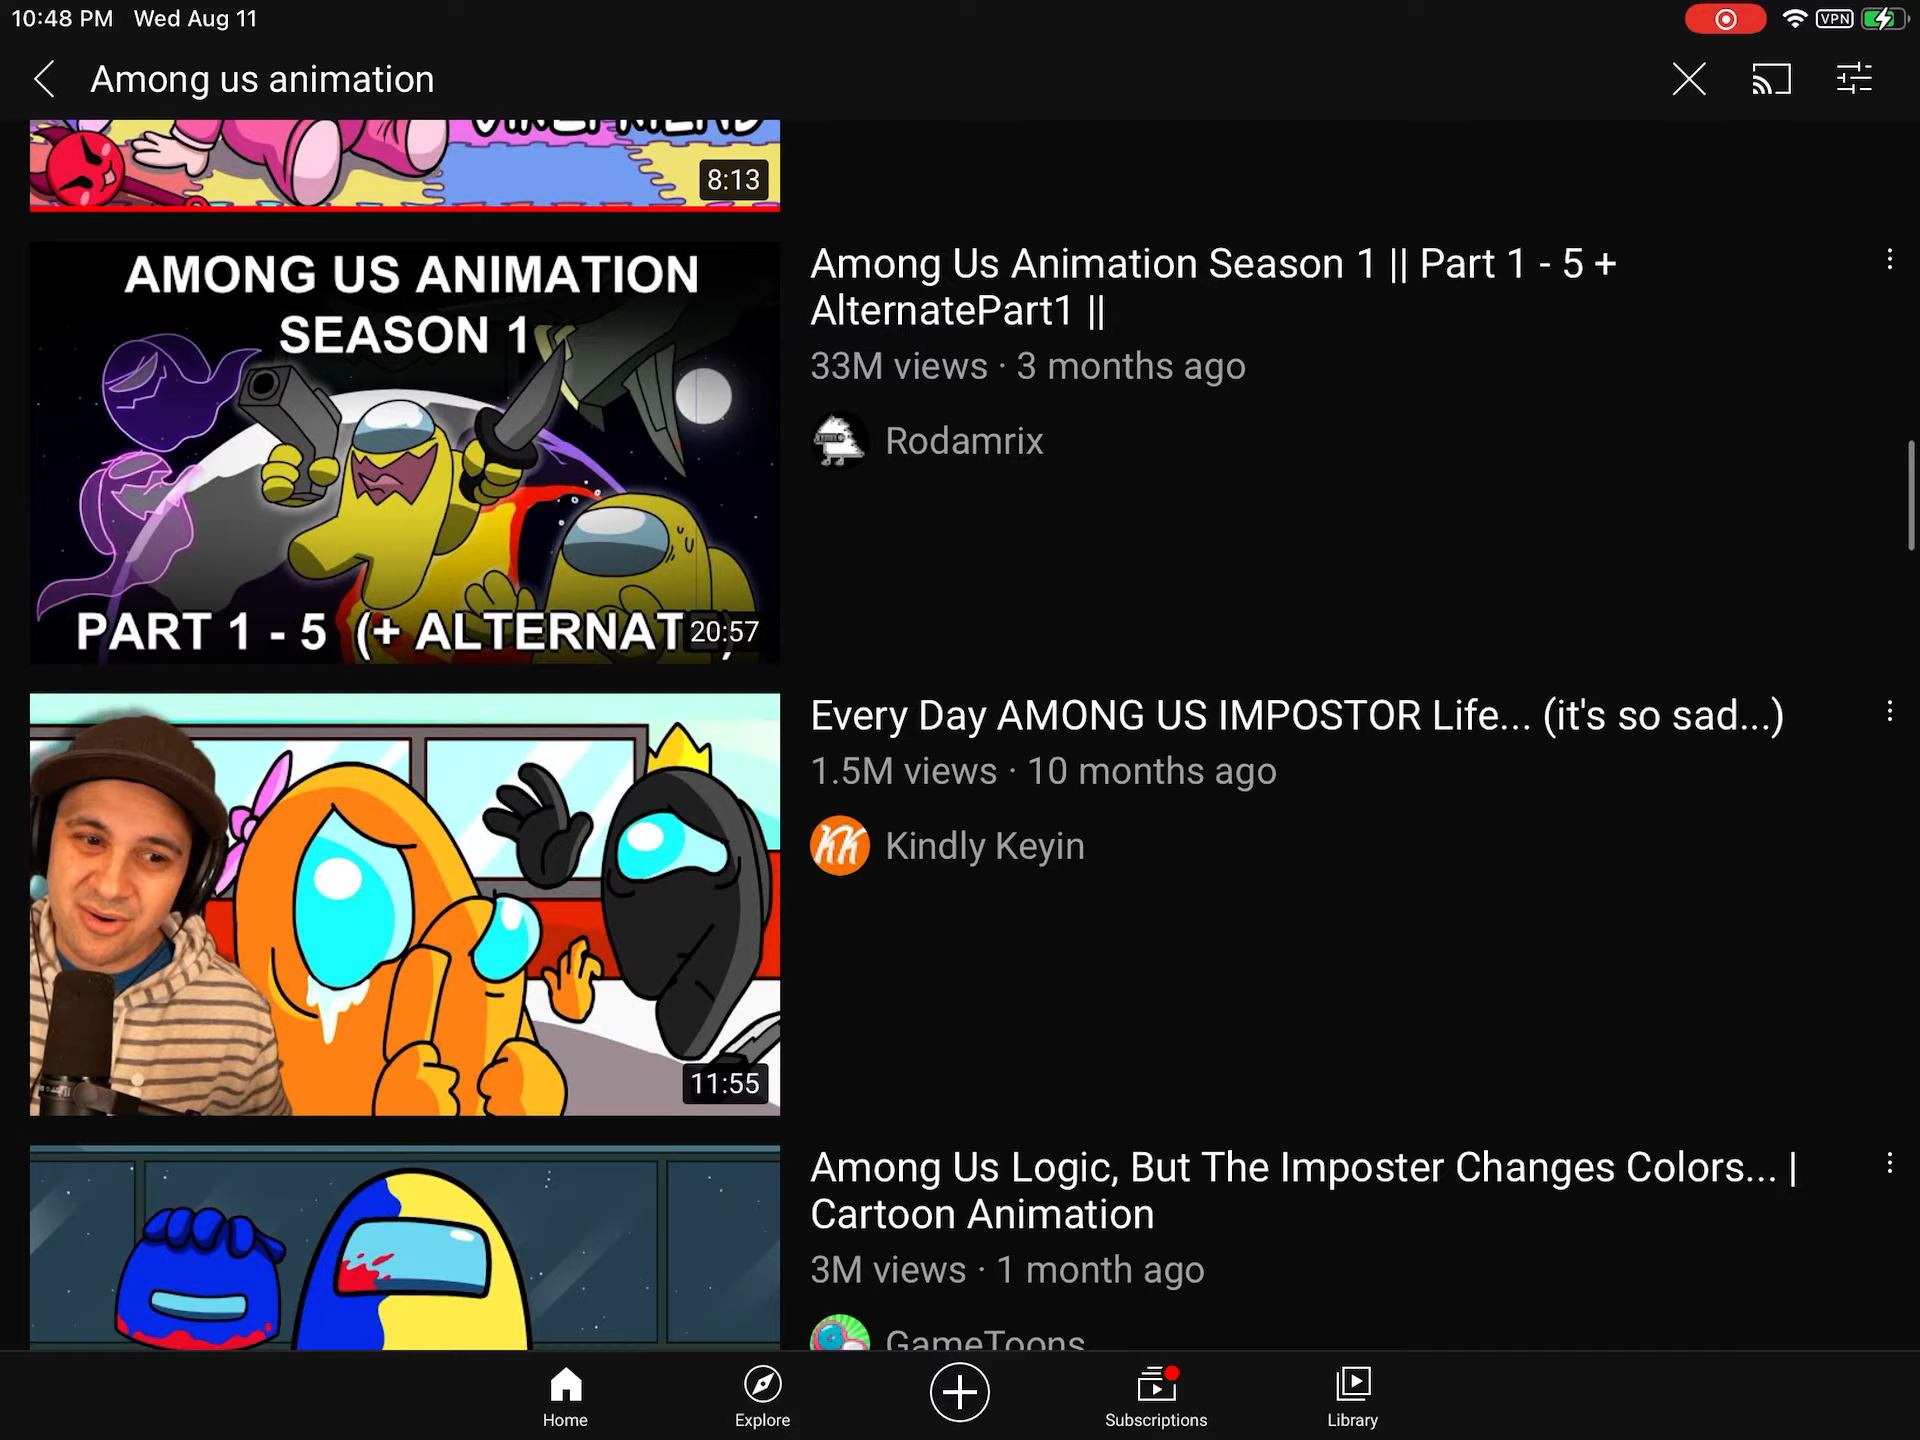 10:48 PM Wed Aug 11
VPN
Among us animation
8:13
AMONG US ANIMATION
SEASON 1
PART 1 - 5 (+ ALTERNAT )
20:57
Among Us Animation Season 1 || Part 1 - 5 +
AlternatePart1 ||
33M views · 3 months ago
Rodamrix
11:55
Every Day AMONG US IMPOSTOR Life... (it's so sad...)
1.5M views · 10 months ago
KK
Kindly Keyin
Among Us Logic, But The Imposter Changes Colors... |
Cartoon Animation
3M views · 1 month ago
GameToons
Home
Explore
Subscriptions
Library